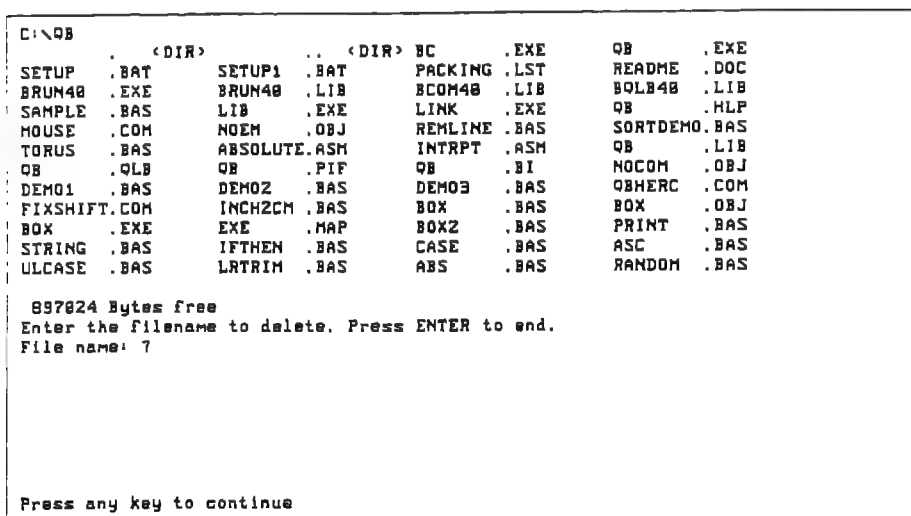 C:\QB
. <DIR> .. <DIR> BC .EXE QB .EXE
SETUP .BAT SETUP1 .BAT PACKING .LST README .DOC
BRUN40 .EXE BRUN40 .LIB BCOM40 .LIB BQLB40 .LIB
SAMPLE .BAS LIB .EXE LINK .EXE QB .HLP
MOUSE .COM NOEM .OBJ REMLINE .BAS SORTDEMO.BAS
TORUS .BAS ABSOLUTE.ASM INTRPT .ASM QB .LIB
QB .QLB QB .PIF QB .BI NOCOM .OBJ
DEMO1 .BAS DEMO2 .BAS DEMO3 .BAS QBHERC .COM
FIXSHIFT.COM INCH2CM .BAS BOX .BAS BOX .OBJ
BOX .EXE EXE .MAP BOX2 .BAS PRINT .BAS
STRING .BAS IFTHEN .BAS CASE .BAS ASC .BAS
ULCASE .BAS LRTRIM .BAS ABS .BAS RANDOM .BAS
897024 Bytes free
Enter the filename to delete. Press ENTER to end.
File name: ?
Press any key to continue